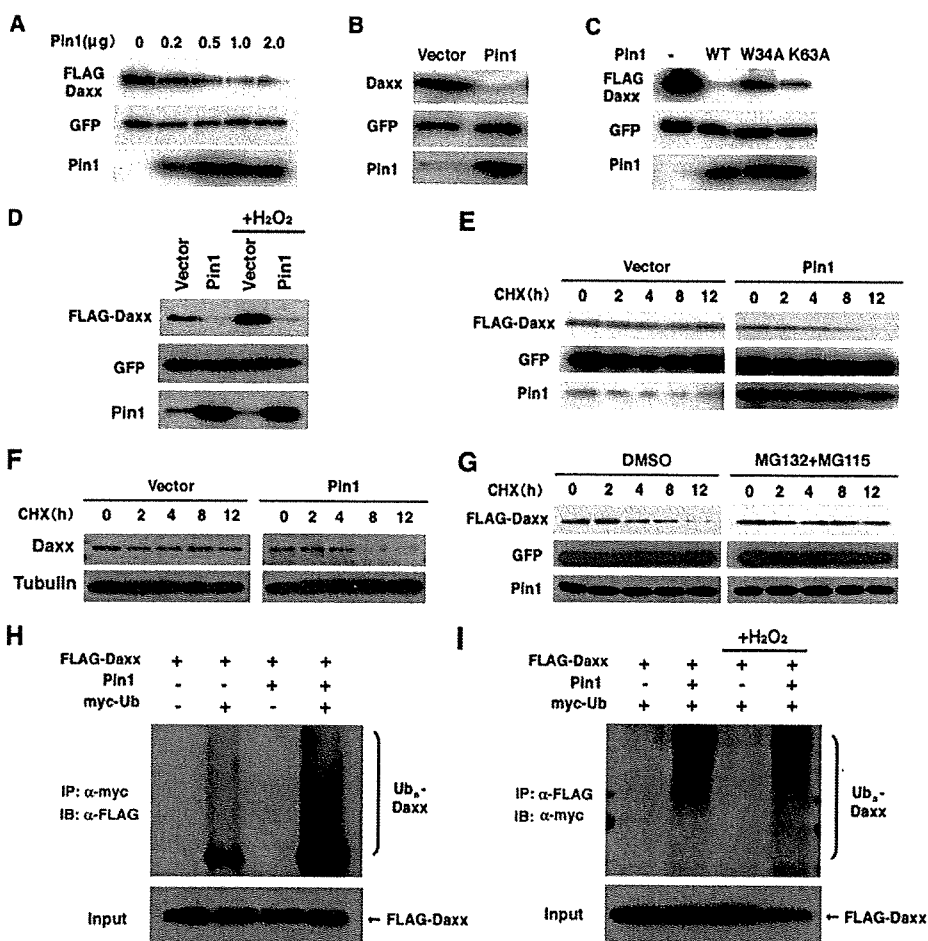 A
Pin1(μg) 0 0.2 0.5 1.0 2.0
FLAG
Daxx
GFP
Pin1
B
Vector Pin1
Daxx
GFP
Pin1
C
Pin1 - WT W34A K63A
FLAG
Daxx
GFP
Pin1
D
+H₂O₂
Vector Pin1 Vector Pin1
FLAG-Daxx
GFP
Pin1
E
Vector Pin1
CHX(h) 0 2 4 8 12 0 2 4 8 12
FLAG-Daxx
GFP
Pin1
F
Vector Pin1
CHX(h) 0 2 4 8 12 0 2 4 8 12
Daxx
Tubulin
G
DMSO MG132+MG115
CHX(h) 0 2 4 8 12 0 2 4 8 12
FLAG-Daxx
GFP
Pin1
H
FLAG-Daxx + + + +
Pin1 - - + +
myc-Ub - + - +
IP: α-myc
IB: α-FLAG
Ubₙ-
Daxx
Input ← FLAG-Daxx
I
+H₂O₂
FLAG-Daxx + + + +
Pin1 - + - +
myc-Ub + + + +
IP: α-FLAG
IB: α-myc
Ubₙ-
Daxx
Input ← FLAG-Daxx